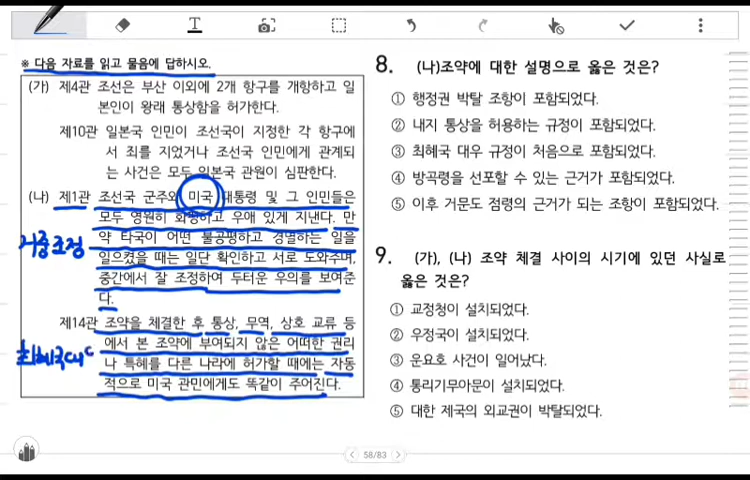 ※ 다음 자료를 읽고 물음에 답하시오.
(가) 제4관 조선은 부산 이외에 2개 항구를 개항하고 일
본인이 왕래 통상함을 허가한다.
제10관 일본국 인민이 조선국이 지정한 각 항구에
서 죄를 지었거나 조선국 인민에게 관계되
는 사건은 모두 일본국 관원이 심판한다.
(나) 제1관 조선국 군주와 미국 대통령 및 그 인민들은
모두 영원히 화평하고 우애 있게 지낸다. 만
약 타국이 어떤 불공평하고 경멸하는 일을
일으켰을 때는 일단 확인하고 서로 도와주며,
중간에서 잘 조정하여 두터운 우의를 보여준
다.
거중조정
제14관 조약을 체결한 후 통상, 무역, 상호 교류 등
에서 본 조약에 부여되지 않은 어떠한 권리
나 특혜를 다른 나라에 허가할 때에는 자동
적으로 미국 관민에게도 똑같이 주어진다.
최혜국대우
8. (나)조약에 대한 설명으로 옳은 것은?
① 행정권 박탈 조항이 포함되었다.
② 내지 통상을 허용하는 규정이 포함되었다.
③ 최혜국 대우 규정이 처음으로 포함되었다.
④ 방곡령을 선포할 수 있는 근거가 포함되었다.
⑤ 이후 거문도 점령의 근거가 되는 조항이 포함되었다.
9. (가), (나) 조약 체결 사이의 시기에 있던 사실로
옳은 것은?
① 교정청이 설치되었다.
② 우정국이 설치되었다.
③ 운요호 사건이 일어났다.
④ 통리기무아문이 설치되었다.
⑤ 대한 제국의 외교권이 박탈되었다.
58/83